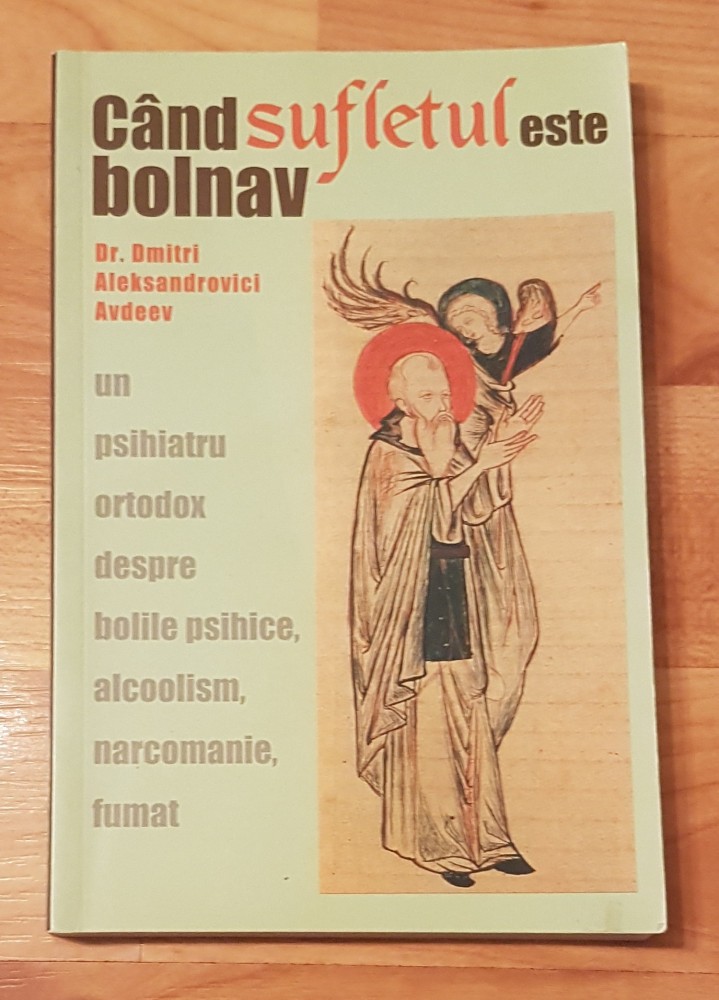 Când sufletul este
bolnav
Dr. Dmitri
Aleksandrovici
Avdeev
un
psihiatru
ortodox
despre
bolile psihice,
alcoolism,
narcomanie,
fumat